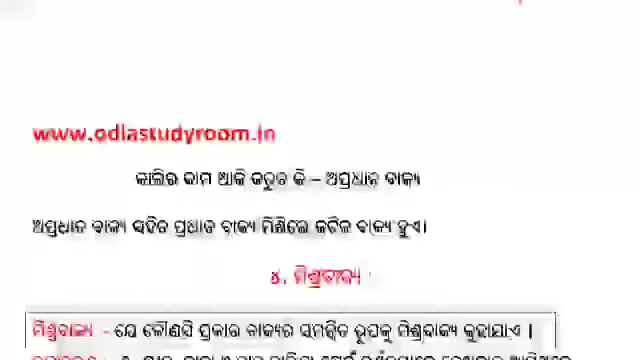 www.odiastudyroom.in
କାଲିର କାମ ଆଜି କରୁତ କି – ଅପ୍ରଧାନ ବାକ୍ୟ
ଅପ୍ରଧାନ ବାକ୍ୟ ସହିତ ପ୍ରଧାନ ବାକ୍ୟ ମିଶିଲେ ଜଟିଳ ବାକ୍ୟ ହୁଏ।
୪. ମିଶ୍ରବାକ୍ୟ
ମିଶ୍ରବାକ୍ୟ - ଯେ କୌଣସି ପ୍ରକାର ବାକ୍ୟର ସମନ୍ୱିତ ରୂପକୁ ମିଶ୍ରବାକ୍ୟ କୁହାଯାଏ ।